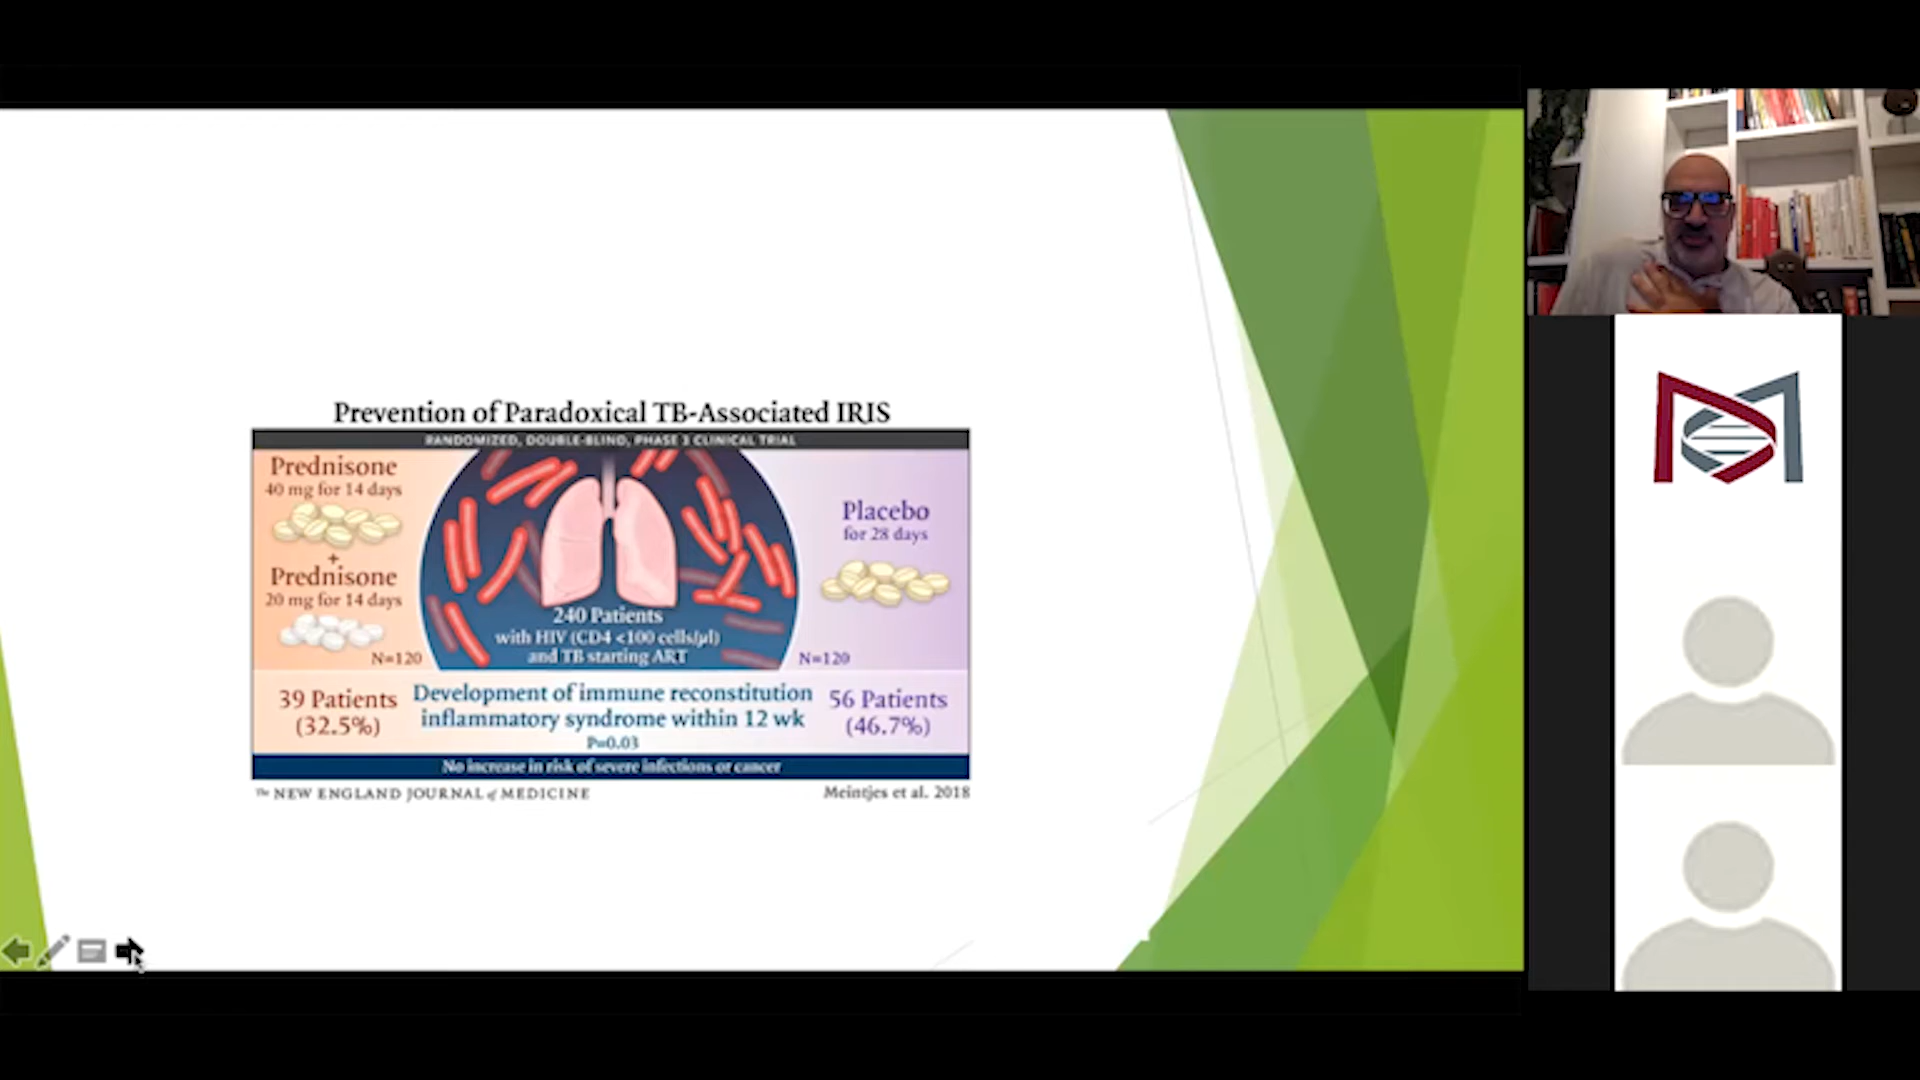 Prevention of Paradoxical TB-Associated IRIS
RANDOMIZED, DOUBLE-BLIND, PHASE 3 CLINICAL TRIAL
Prednisone
40 mg for 14 days
+
Prednisone
20 mg for 14 days
N=120
240 Patients
with HIV (CD4 <100 cells/µl)
and TB starting ART
Placebo
for 28 days
N=120
39 Patients
(32.5%)
Development of immune reconstitution
inflammatory syndrome within 12 wk
P=0.03
56 Patients
(46.7%)
No increase in risk of severe infections or cancer
The NEW ENGLAND JOURNAL of MEDICINE
Meintjes et al. 2018